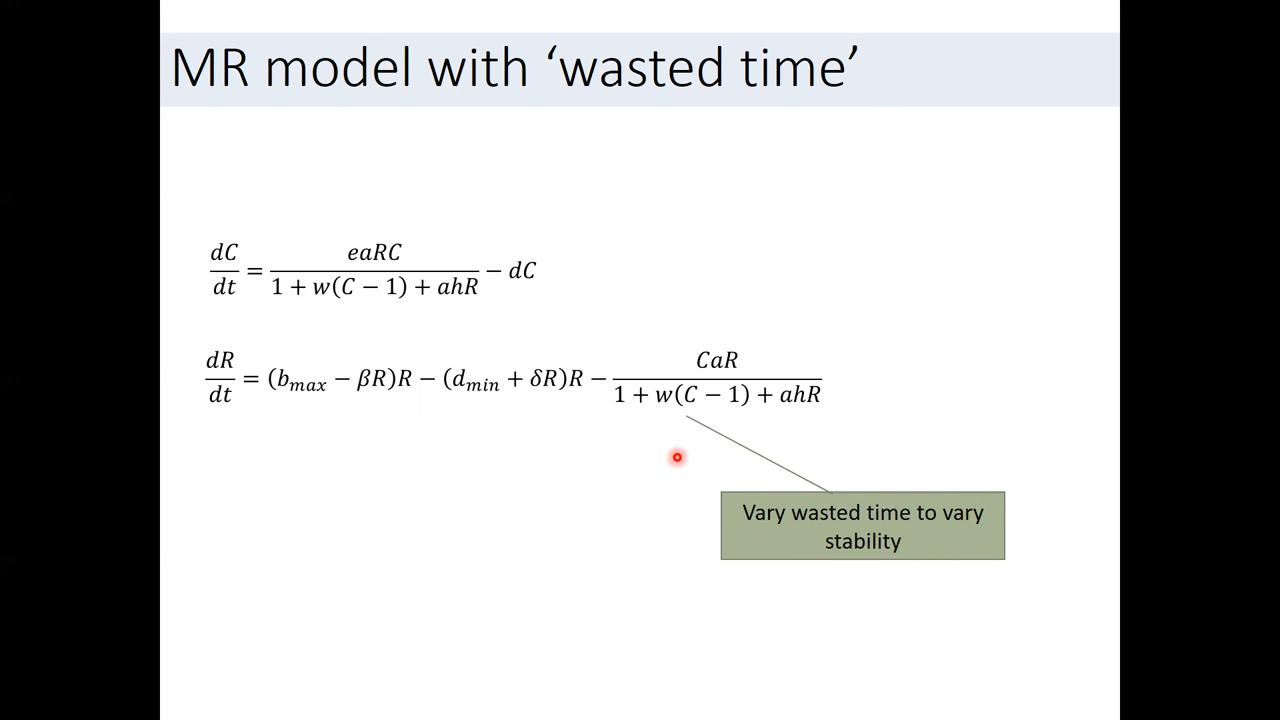 MR model with ‘wasted time’
dC/dt = eaRC/(1 + w(C − 1) + ahR) − dC
dR/dt = (b_max − βR)R − (d_min + δR)R − CaR/(1 + w(C − 1) + ahR)
Vary wasted time to vary
stability